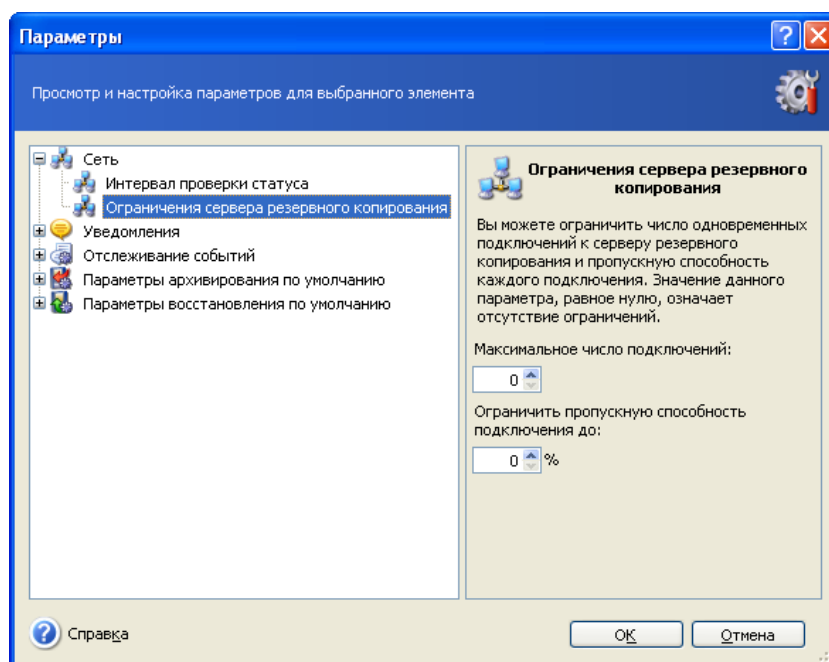 Параметры
Просмотр и настройка параметров для выбранного элемента
Сеть
Интервал проверки статуса
Ограничения сервера резервного копирования
Уведомления
Отслеживание событий
Параметры архивирования по умолчанию
Параметры восстановления по умолчанию
Ограничения сервера резервного
копирования
Вы можете ограничить число одновременных
подключений к серверу резервного
копирования и пропускную способность
каждого подключения. Значение данного
параметра, равное нулю, означает
отсутствие ограничений.
Максимальное число подключений:
0
Ограничить пропускную способность
подключения до:
0 %
Справка
OK
Отмена